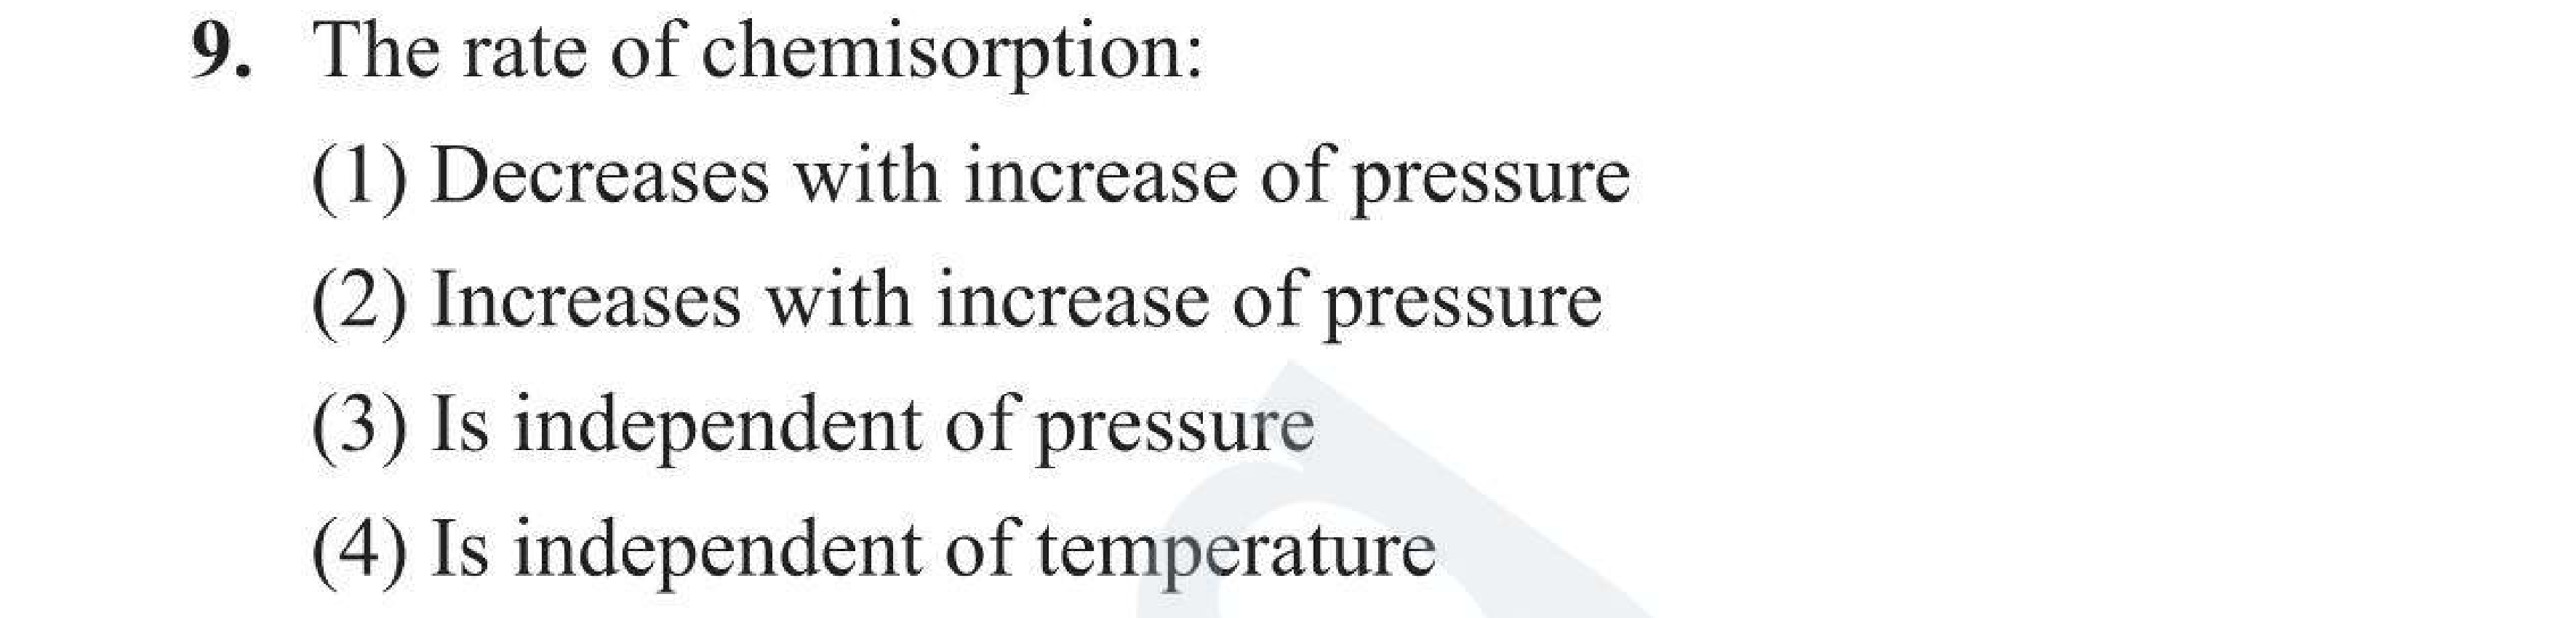 9. The rate of chemisorption:
(1) Decreases with increase of pressure
(2) Increases with increase of pressure
(3) Is independent of pressure
(4) Is independent of temperature